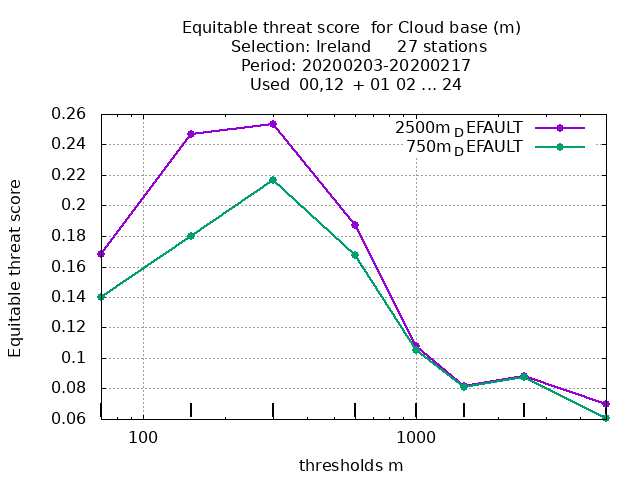 Equitable threat score  for Cloud base (m)
Selection: Ireland     27 stations
Period: 20200203-20200217
Used  00,12  + 01 02 ... 24
2500m_DEFAULT
750m_DEFAULT
Equitable threat score
0.26
0.24
0.22
0.2
0.18
0.16
0.14
0.12
0.1
0.08
0.06
100
1000
thresholds m